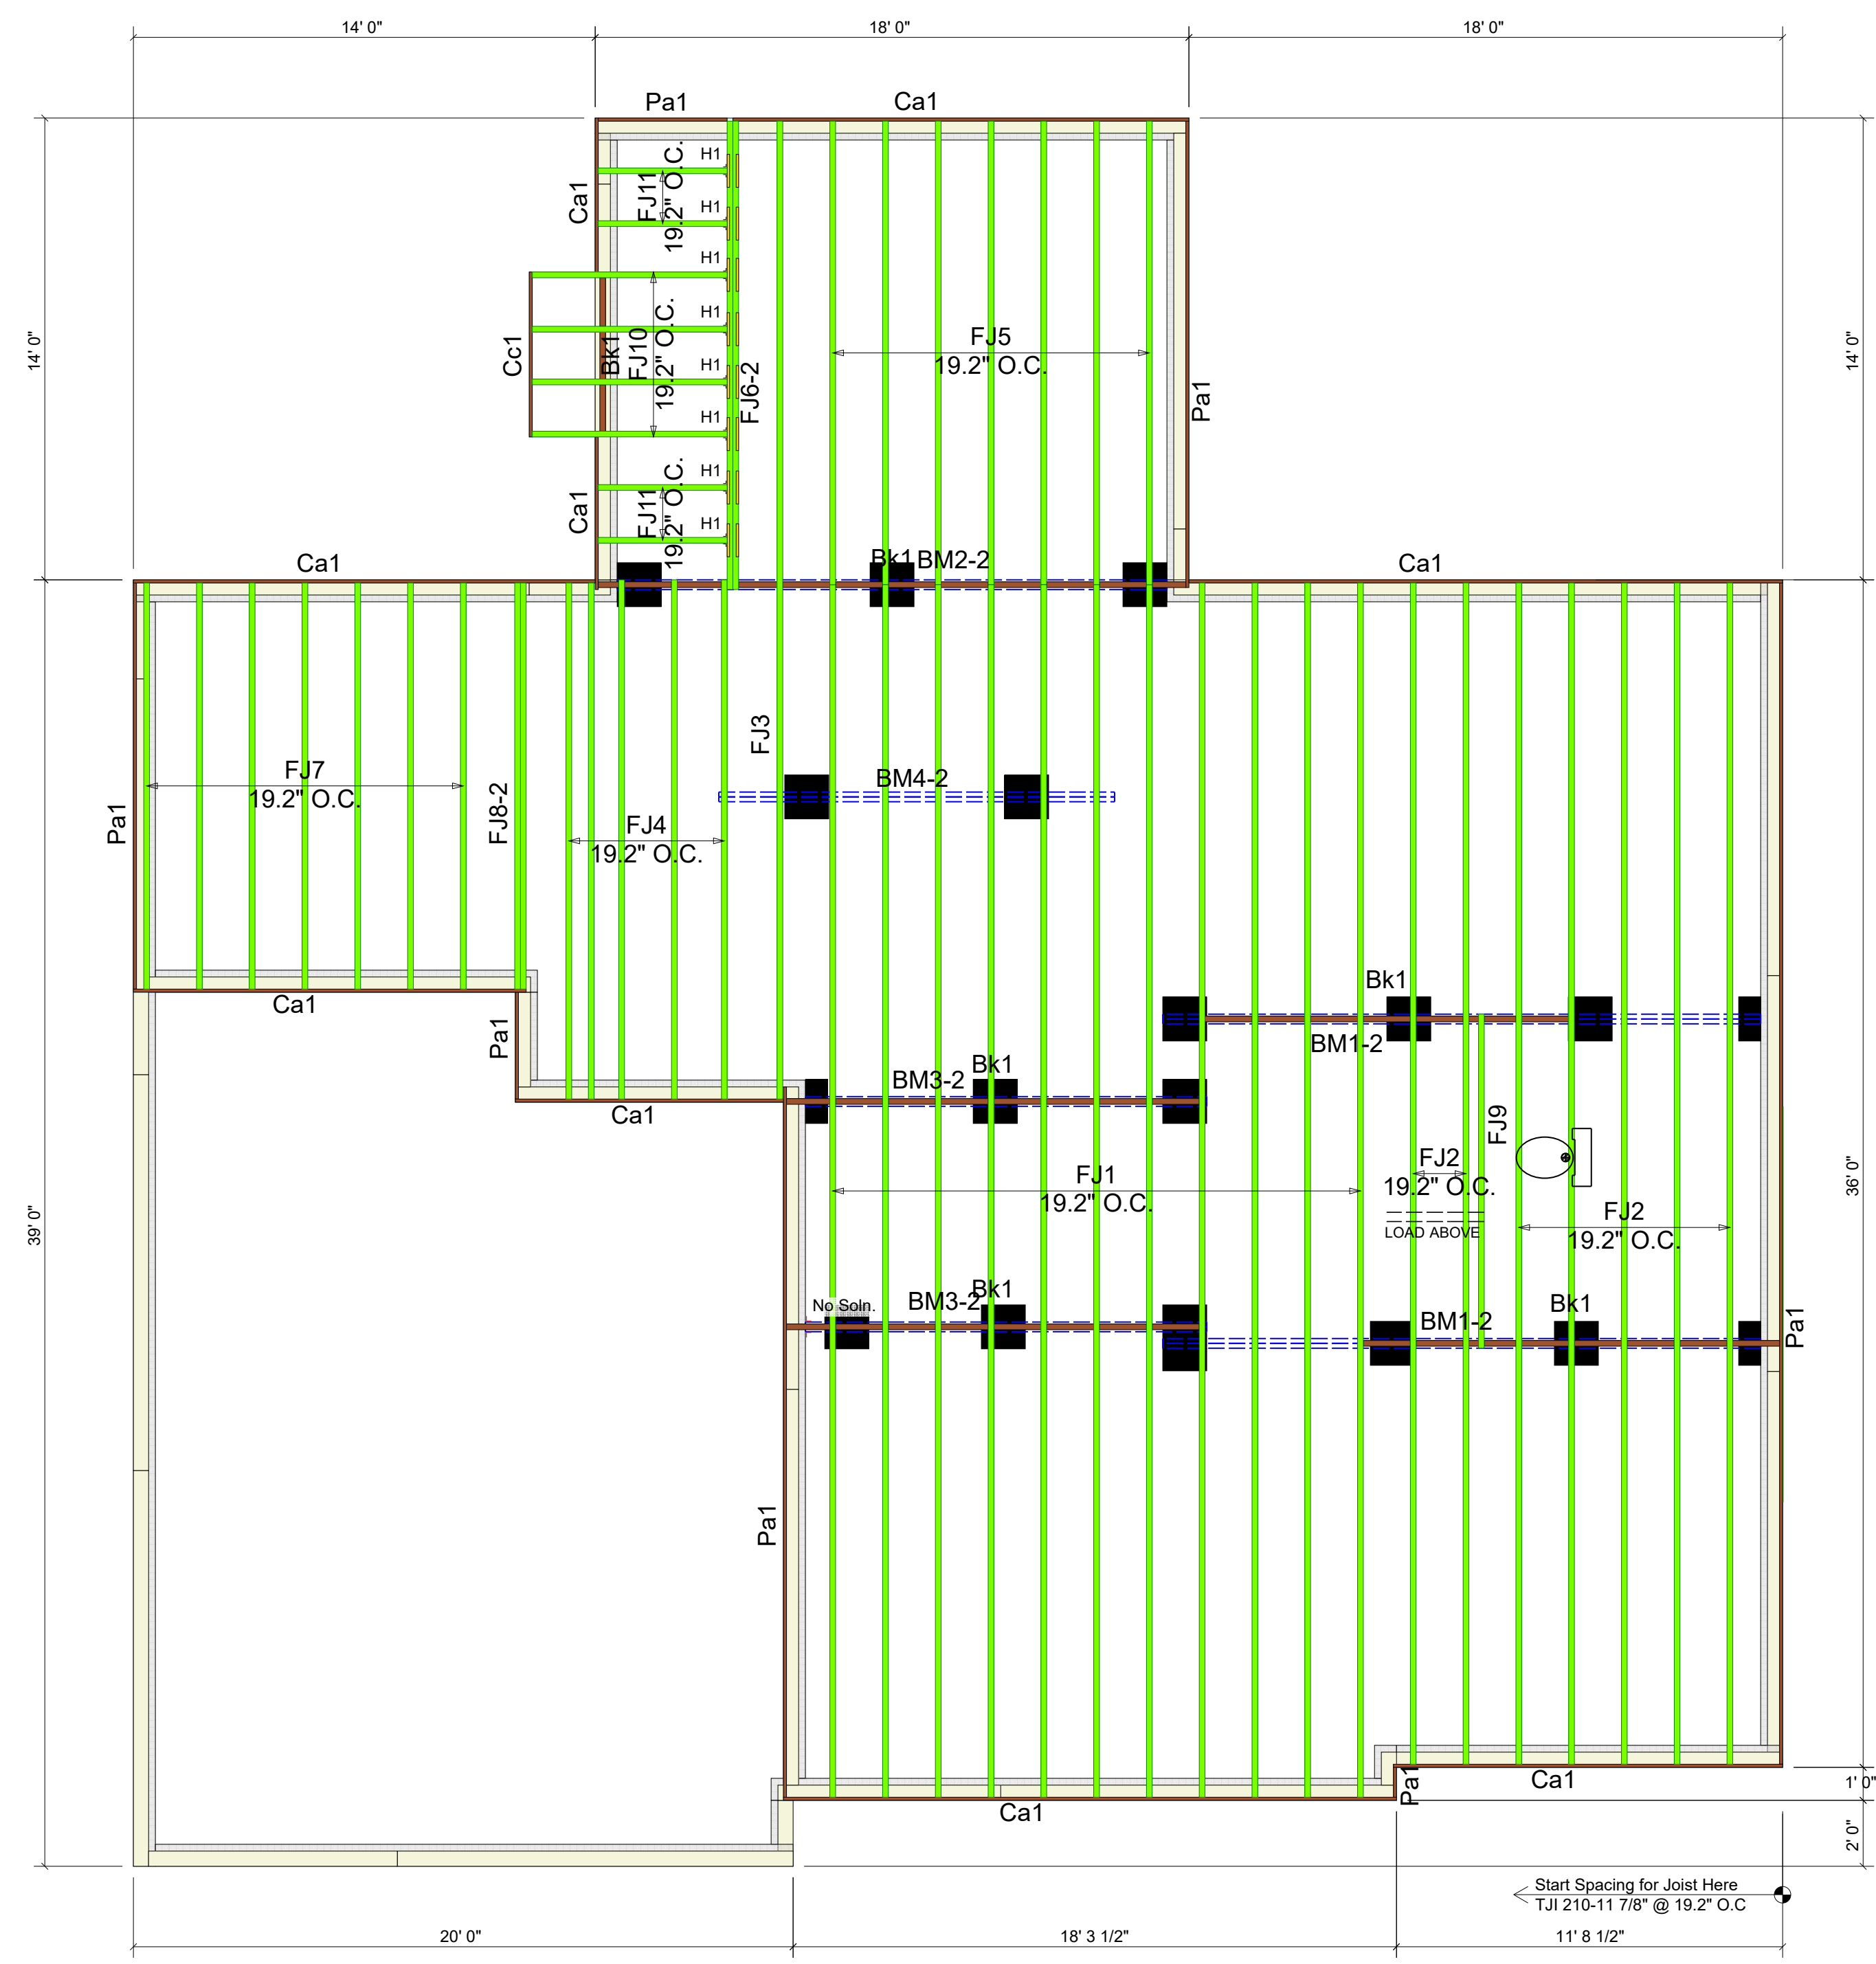 14' 0"
18' 0"
18' 0"
Pa1
Ca1
H1
FJ11
19.2" O.C.
Ca1
H1
H1
14' 0"
14' 0"
Cc1
Bk1
FJ10
19.2" O.C.
H1
H1
H1
FJ6-2
FJ5
19.2" O.C.
Pa1
H1
Ca1
FJ11
19.2" O.C.
H1
Ca1
Bk1
BM2-2
Ca1
FJ3
FJ7
19.2" O.C.
Pa1
FJ8-2
FJ4
19.2" O.C.
BM4-2
Bk1
Ca1
Pa1
BM1-2
Bk1
BM3-2
Ca1
FJ9
FJ2
19.2" O.C.
FJ1
19.2" O.C.
36' 0"
39' 0"
LOAD ABOVE
FJ2
19.2" O.C.
No Soln.
BM3-2
Bk1
BM1-2
Bk1
Pa1
Pa1
Pa1
Ca1
1' 0"
Ca1
2' 0"
Start Spacing for Joist Here
TJI 210-11 7/8" @ 19.2" O.C
20' 0"
18' 3 1/2"
11' 8 1/2"